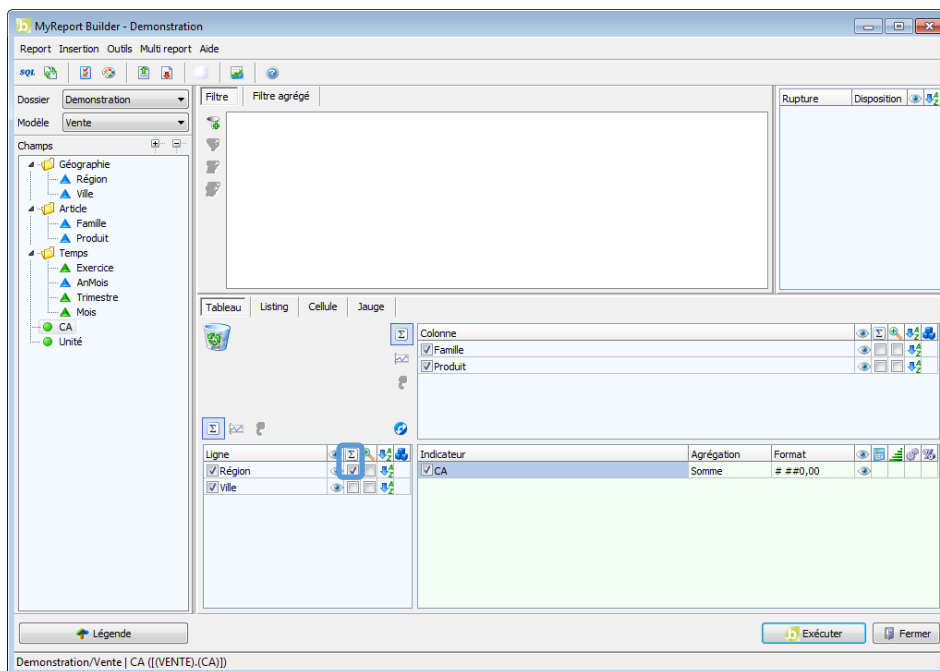 MyReport Builder - Demonstration
Report Insertion Outils Multi report Aide
SQL
Dossier Demonstration
Modèle Vente
Champs
Géographie
Région
Ville
Article
Famille
Produit
Temps
Exercice
AnMois
Trimestre
Mois
CA
Unité
Filtre Filtre agrégé
Rupture Disposition
Tableau Listing Cellule Jauge
Σ Colonne Σ
Famille
Produit
Σ
Ligne Σ
Région
Ville
Indicateur Agrégation Format
CA Somme # ##0,00
Légende
Exécuter Fermer
Demonstration/Vente | CA ([(VENTE).(CA)])